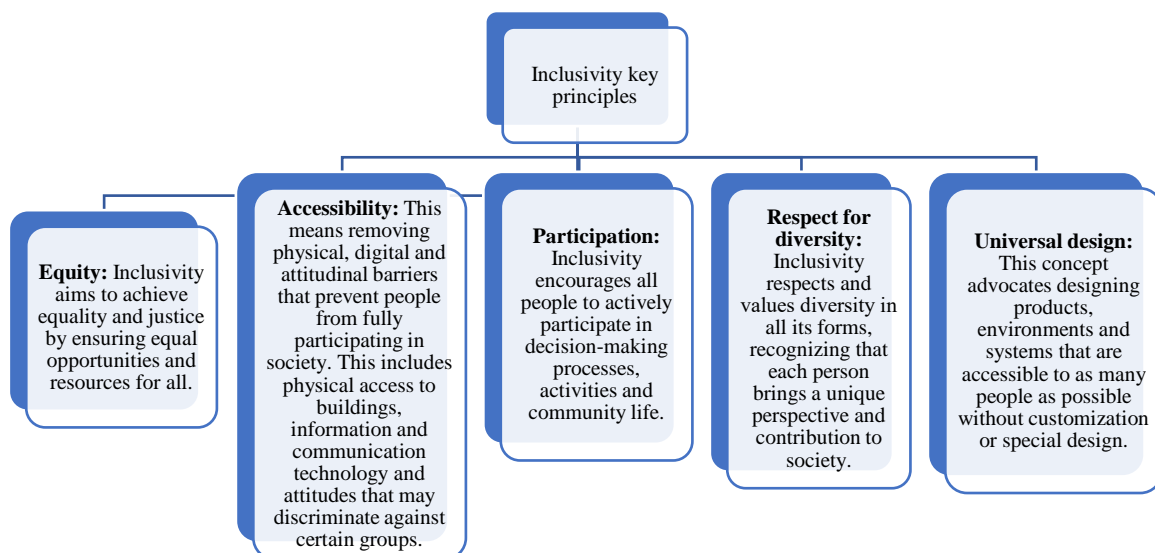 Inclusivity key
principles
Equity: Inclusivity
aims to achieve
equality and justice
by ensuring equal
opportunities and
resources for all.
Accessibility: This
means removing
physical, digital and
attitudinal barriers
that prevent people
from fully
participating in
society. This includes
physical access to
buildings,
information and
communication
technology and
attitudes that may
discriminate against
certain groups.
Participation:
Inclusivity
encourages all
people to actively
participate in
decision-making
processes,
activities and
community life.
Respect for
diversity:
Inclusivity
respects and
values diversity in
all its forms,
recognizing that
each person
brings a unique
perspective and
contribution to
society.
Universal design:
This concept
advocates designing
products,
environments and
systems that are
accessible to as many
people as possible
without customization
or special design.